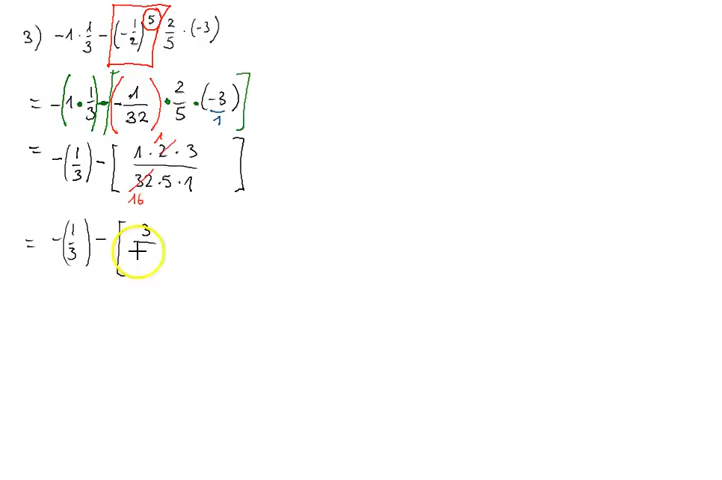 3) -1 · 1/3 - (-1/2)^5 · 2/5 · (-3)
= -(1 · 1/3) - [(-1/32) · 2/5 · (-3/1)]
= -(1/3) - [1 · 2 · 3 / 32 · 5 · 1] 1 16
= -(1/3) - [3/